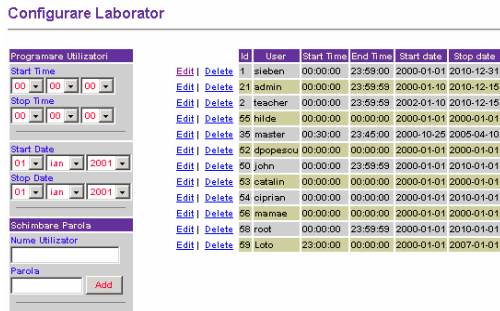 Configurare Laborator
Programare Utilizatori
Start Time
00 00 00
Stop Time
00 00 00
Start Date
01 ian 2001
Stop Date
01 ian 2001
Schimbare Parola
Nume Utilizator
Parola
Add
Id User Start Time End Time Start date Stop date
Edit | Delete 1 sieben 00:00:00 23:59:00 2000-01-01 2010-12-31
Edit | Delete 21 admin 00:00:00 23:59:59 2000-01-10 2010-12-15
Edit | Delete 2 teacher 00:00:00 23:59:59 2002-01-10 2010-12-15
Edit | Delete 55 hilde 00:00:00 00:00:00 2000-01-01 2000-01-01
Edit | Delete 35 master 00:30:00 23:45:00 2000-10-25 2005-04-10
Edit | Delete 52 dpopescu 00:00:00 00:00:00 2000-01-01 2000-01-01
Edit | Delete 50 john 00:00:00 23:59:59 2000-01-01 2010-01-01
Edit | Delete 53 catalin 00:00:00 00:00:00 2000-01-01 2000-01-01
Edit | Delete 54 ciprian 00:00:00 00:00:00 2000-01-01 2010-01-01
Edit | Delete 56 mamae 00:00:00 00:00:00 2000-01-01 2000-01-01
Edit | Delete 58 root 00:00:00 23:59:59 2000-01-01 2010-01-01
Edit | Delete 59 Loto 23:00:00 00:00:00 2000-01-01 2007-01-01